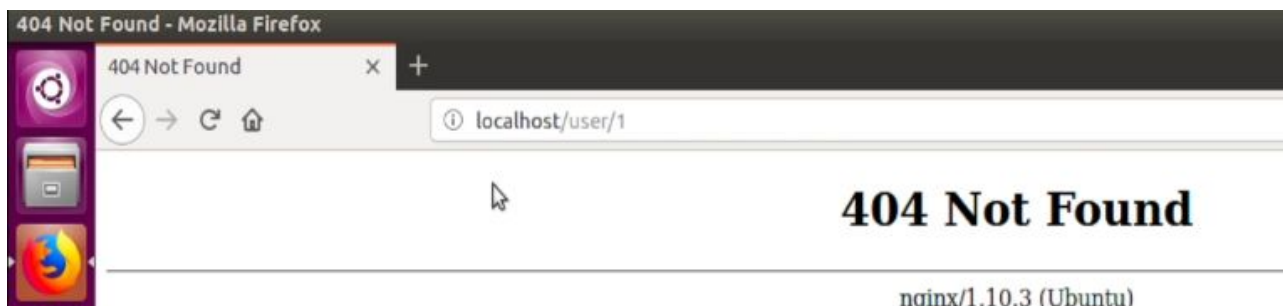 404 Not Found - Mozilla Firefox
404 Not Found
localhost/user/1
404 Not Found
nginx/1.10.3 (Ubuntu)